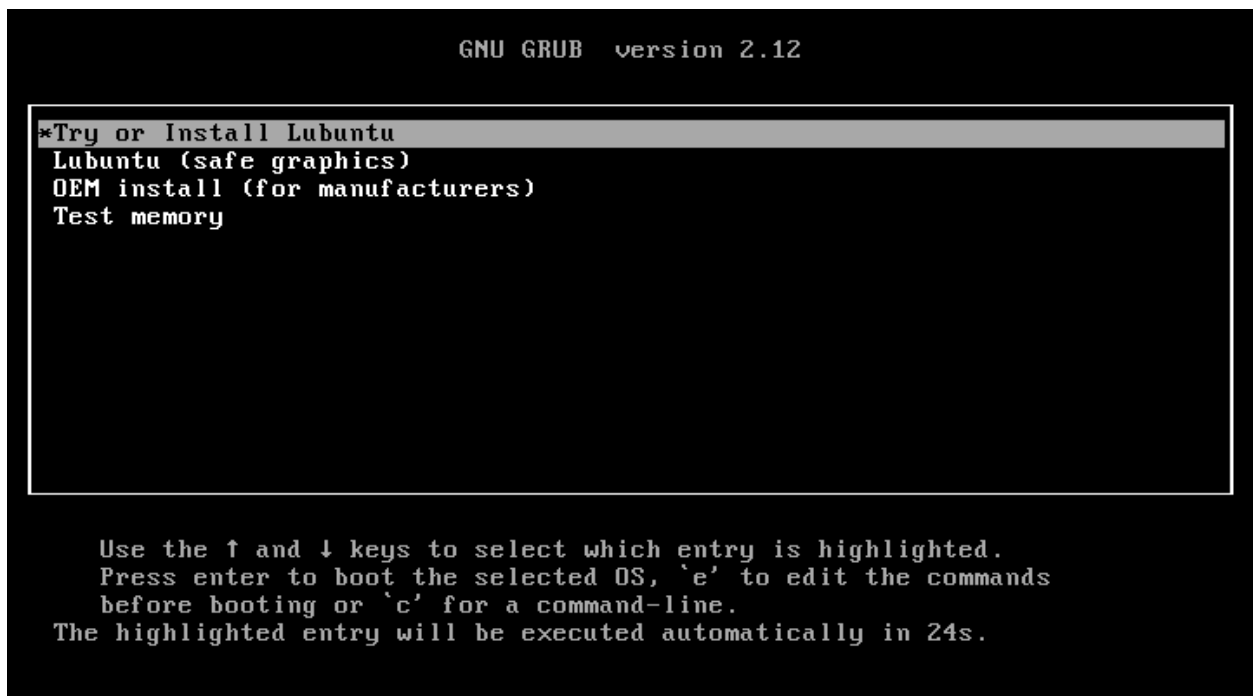 GNU GRUB  version 2.12
*Try or Install Lubuntu
Lubuntu (safe graphics)
OEM install (for manufacturers)
Test memory
Use the ↑ and ↓ keys to select which entry is highlighted.
Press enter to boot the selected OS, `e' to edit the commands
before booting or `c' for a command-line.
The highlighted entry will be executed automatically in 24s.